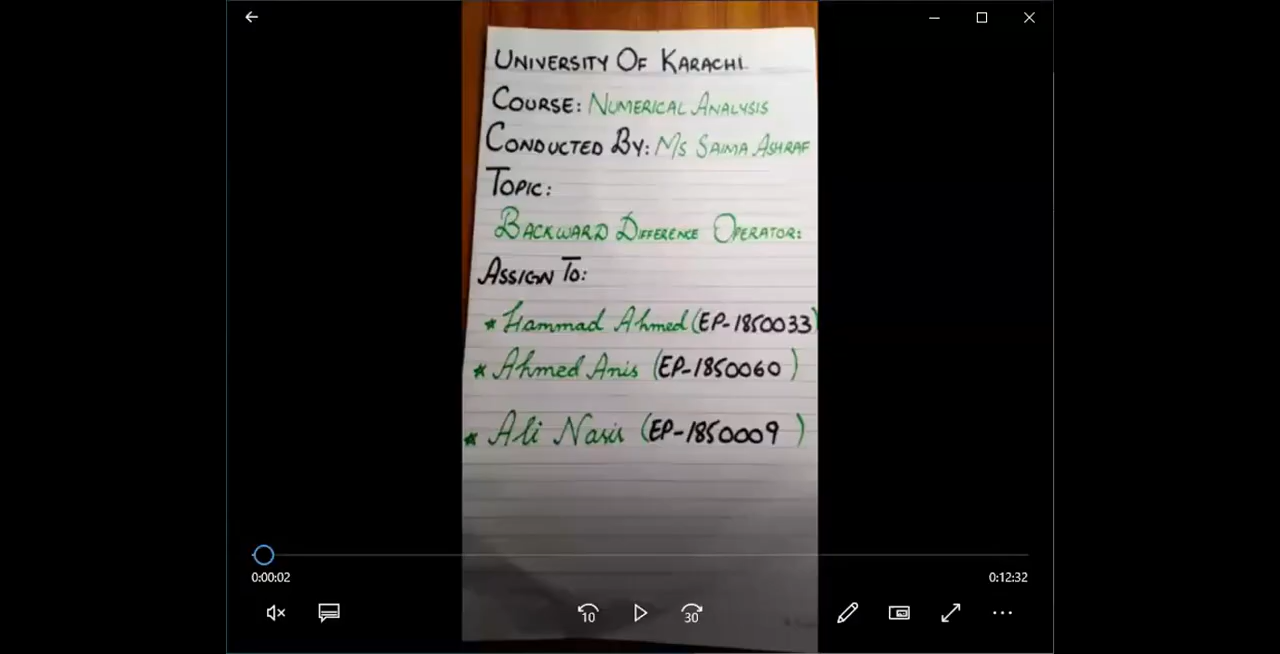 UNIVERSITY OF KARACHI
COURSE: NUMERICAL ANALYSIS
CONDUCTED BY: MS SAIMA ASHRAF
TOPIC:
BACKWARD DIFFERENCE OPERATOR:
ASSIGN TO:
* Hammad Ahmed (EP-1850033)
* Ahmed Anis (EP-1850060)
* Ali Nasir (EP-1850009)
0:00:02
0:12:32
10
30